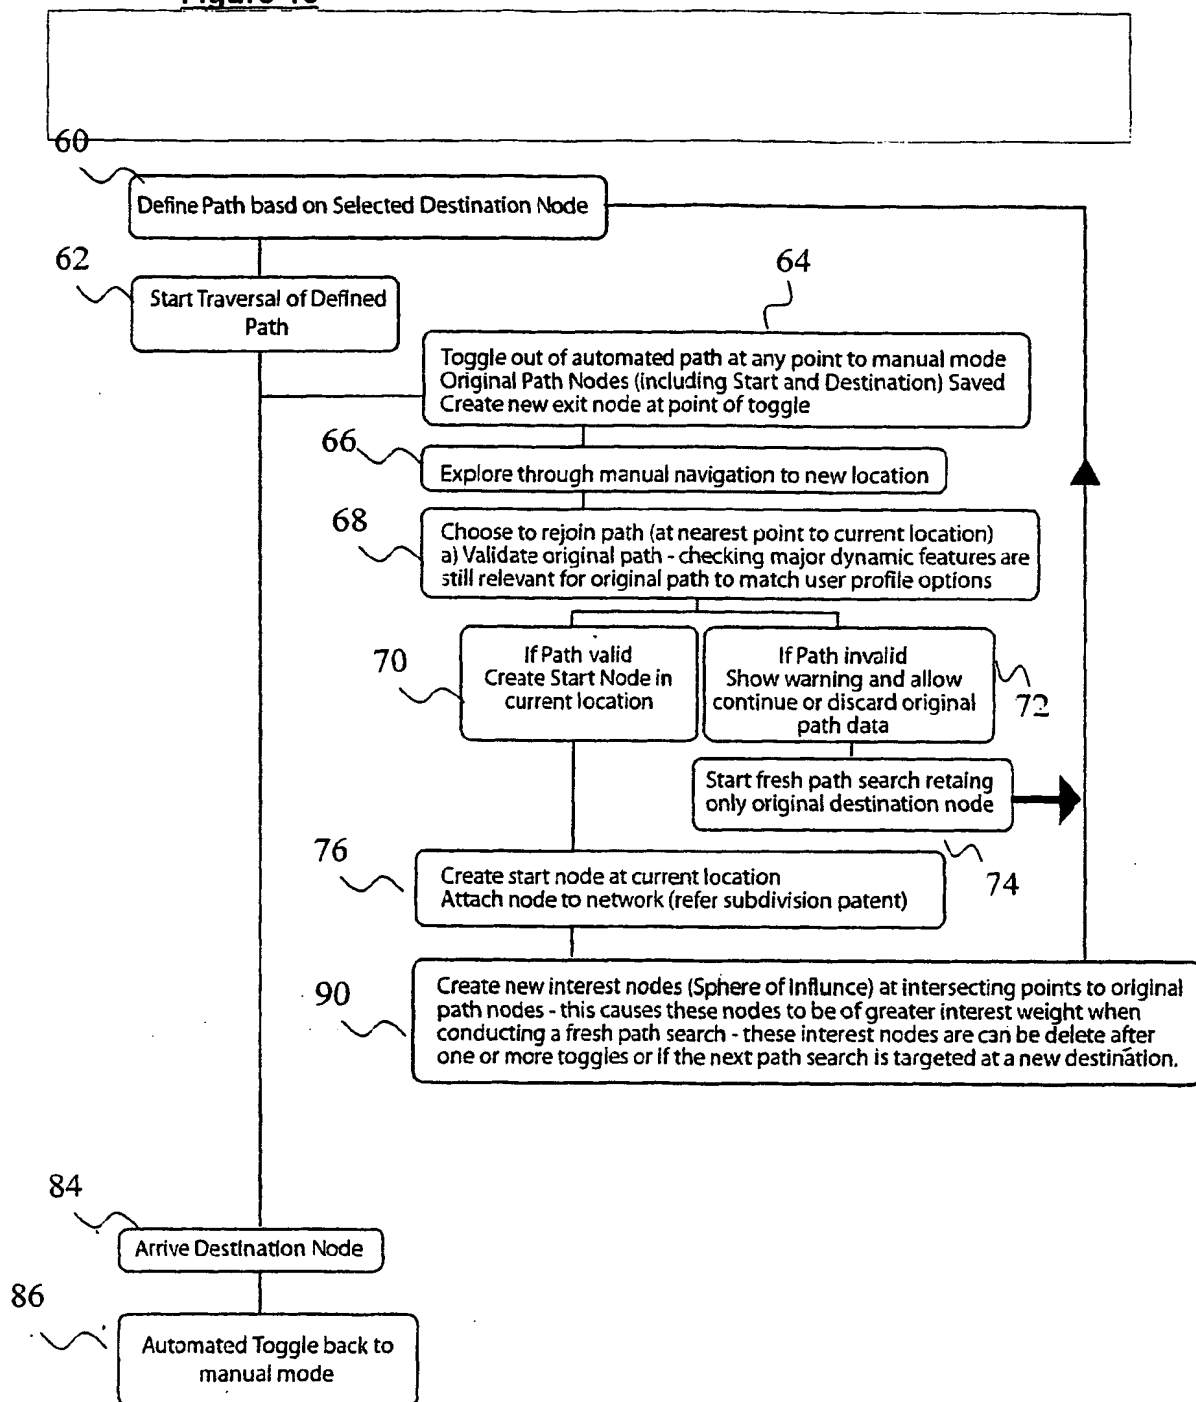 60
Define Path basd on Selected Destination Node
62
Start Traversal of Defined
Path
64
Toggle out of automated path at any point to manual mode
Original Path Nodes (including Start and Destination) Saved
Create new exit node at point of toggle
66
Explore through manual navigation to new location
68
Choose to rejoin path (at nearest point to current location)
a) Validate original path - checking major dynamic features are
still relevant for original path to match user profile options
70
If Path valid
Create Start Node in
current location
If Path invalid
Show warning and allow
continue or discard original
path data
72
Start fresh path search retaing
only original destination node
74
76
Create start node at current location
Attach node to network (refer subdivision patent)
90
Create new interest nodes (Sphere of Influnce) at intersecting points to original
path nodes - this causes these nodes to be of greater interest weight when
conducting a fresh path search - these interest nodes are can be delete after
one or more toggles or if the next path search is targeted at a new destination.
84
Arrive Destination Node
86
Automated Toggle back to
manual mode